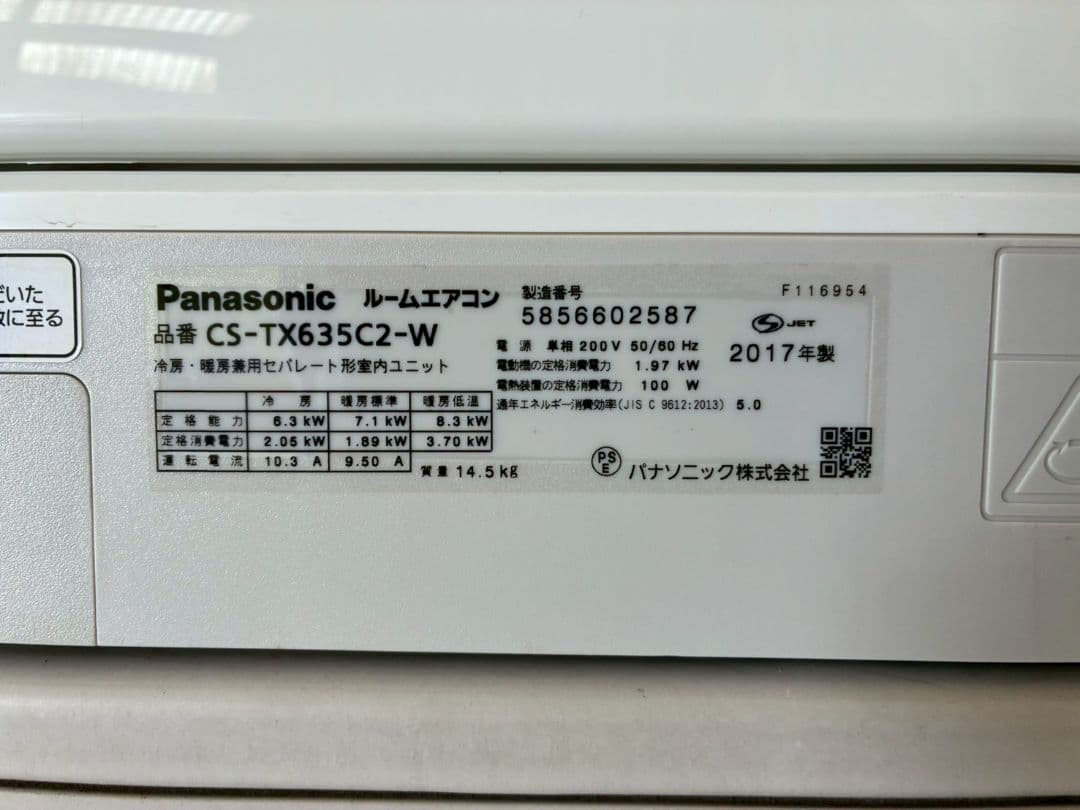 だいた
に至る
Panasonic ルームエアコン
品番 CS-TX635C2-W
冷房・暖房兼用セパレート形室内ユニット
冷房 暖房標準 暖房低温
定格能力 6.3 kW 7.1 kW 8.3 kW
定格消費電力 2.05 kW 1.89 kW 3.70 kW
運転電流 10.3 A 9.50 A
質量 14.5kg
製造番号
5856602587
電源 単相 200V 50/60 Hz
電動機の定格消費電力 1.97 kW
電熱装置の定格消費電力 100 W
通年エネルギー消費効率(JIS C 9612:2013) 5.0
F116954
JET
2017年製
PS
E
パナソニック株式会社